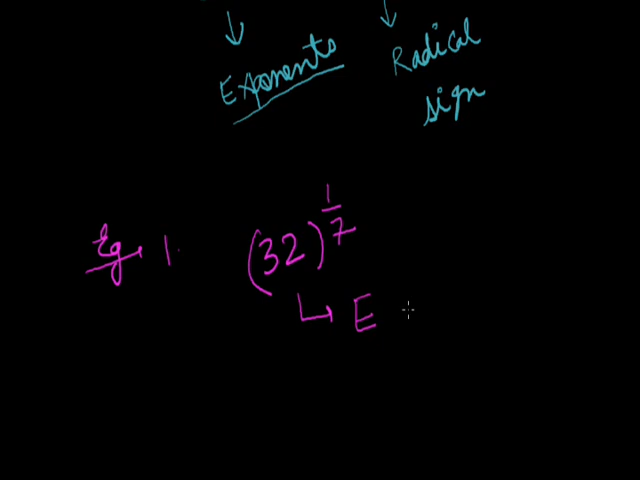 ↓ ↓
Exponents Radical
sign
Eg. 1. (32)^{1/7}
↳ E